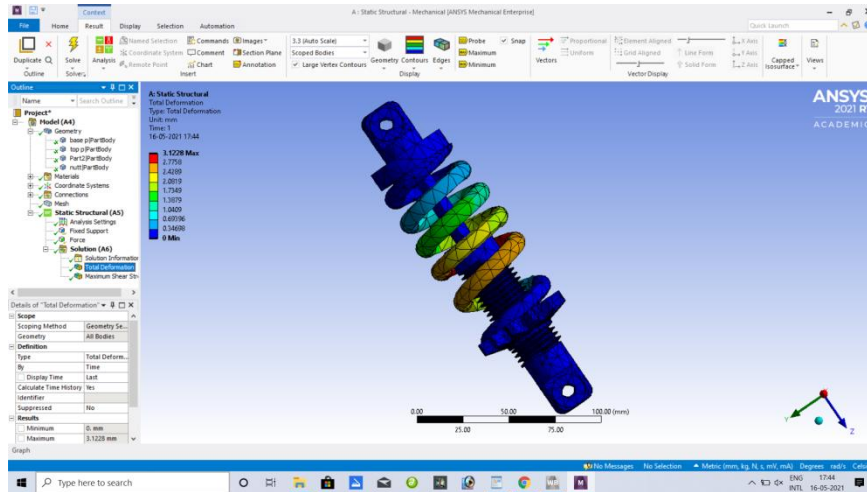 Context
A : Static Structural - Mechanical [ANSYS Mechanical Enterprise]
File Home Result Display Selection Automation Quick Launch
Duplicate Solve Analysis Named Selection Commands Images 3.3 (Auto Scale) Geometry Contours Edges Probe Snap Vectors Proportional Element Aligned X Axis Capped Isosurface Views
Coordinate System Comment Section Plane Scoped Bodies Maximum Uniform Grid Aligned Line Form Y Axis
Remote Point Chart Annotation Large Vertex Contours Minimum Solid Form Z Axis
Outline Solver Insert Display Vector Display
Outline
Name Search Outline
Project*
Model (A4)
Geometry
base p|PartBody
top p|PartBody
Part2|PartBody
nutt|PartBody
Materials
Coordinate Systems
Connections
Mesh
Static Structural (A5)
Analysis Settings
Fixed Support
Force
Solution (A6)
Solution Information
Total Deformation
Maximum Shear Str
Details of "Total Deformation"
Scope
Scoping Method Geometry Se...
Geometry All Bodies
Definition
Type Total Deform...
By Time
Display Time Last
Calculate Time History Yes
Identifier
Suppressed No
Results
Minimum 0. mm
Maximum 3.1228 mm
A: Static Structural
Total Deformation
Type: Total Deformation
Unit: mm
Time: 1
16-05-2021 17:44
3.1228 Max
2.7758
2.4289
2.0819
1.7349
1.3879
1.0409
0.69396
0.34698
0 Min
ANSYS
2021 R
ACADEMIC
0.00 50.00 100.00 (mm)
25.00 75.00
Y
Z
Graph
No Messages No Selection Metric (mm, kg, N, s, mV, mA) Degrees rad/s Cels
Type here to search
ENG 17:44
INTL 16-05-2021